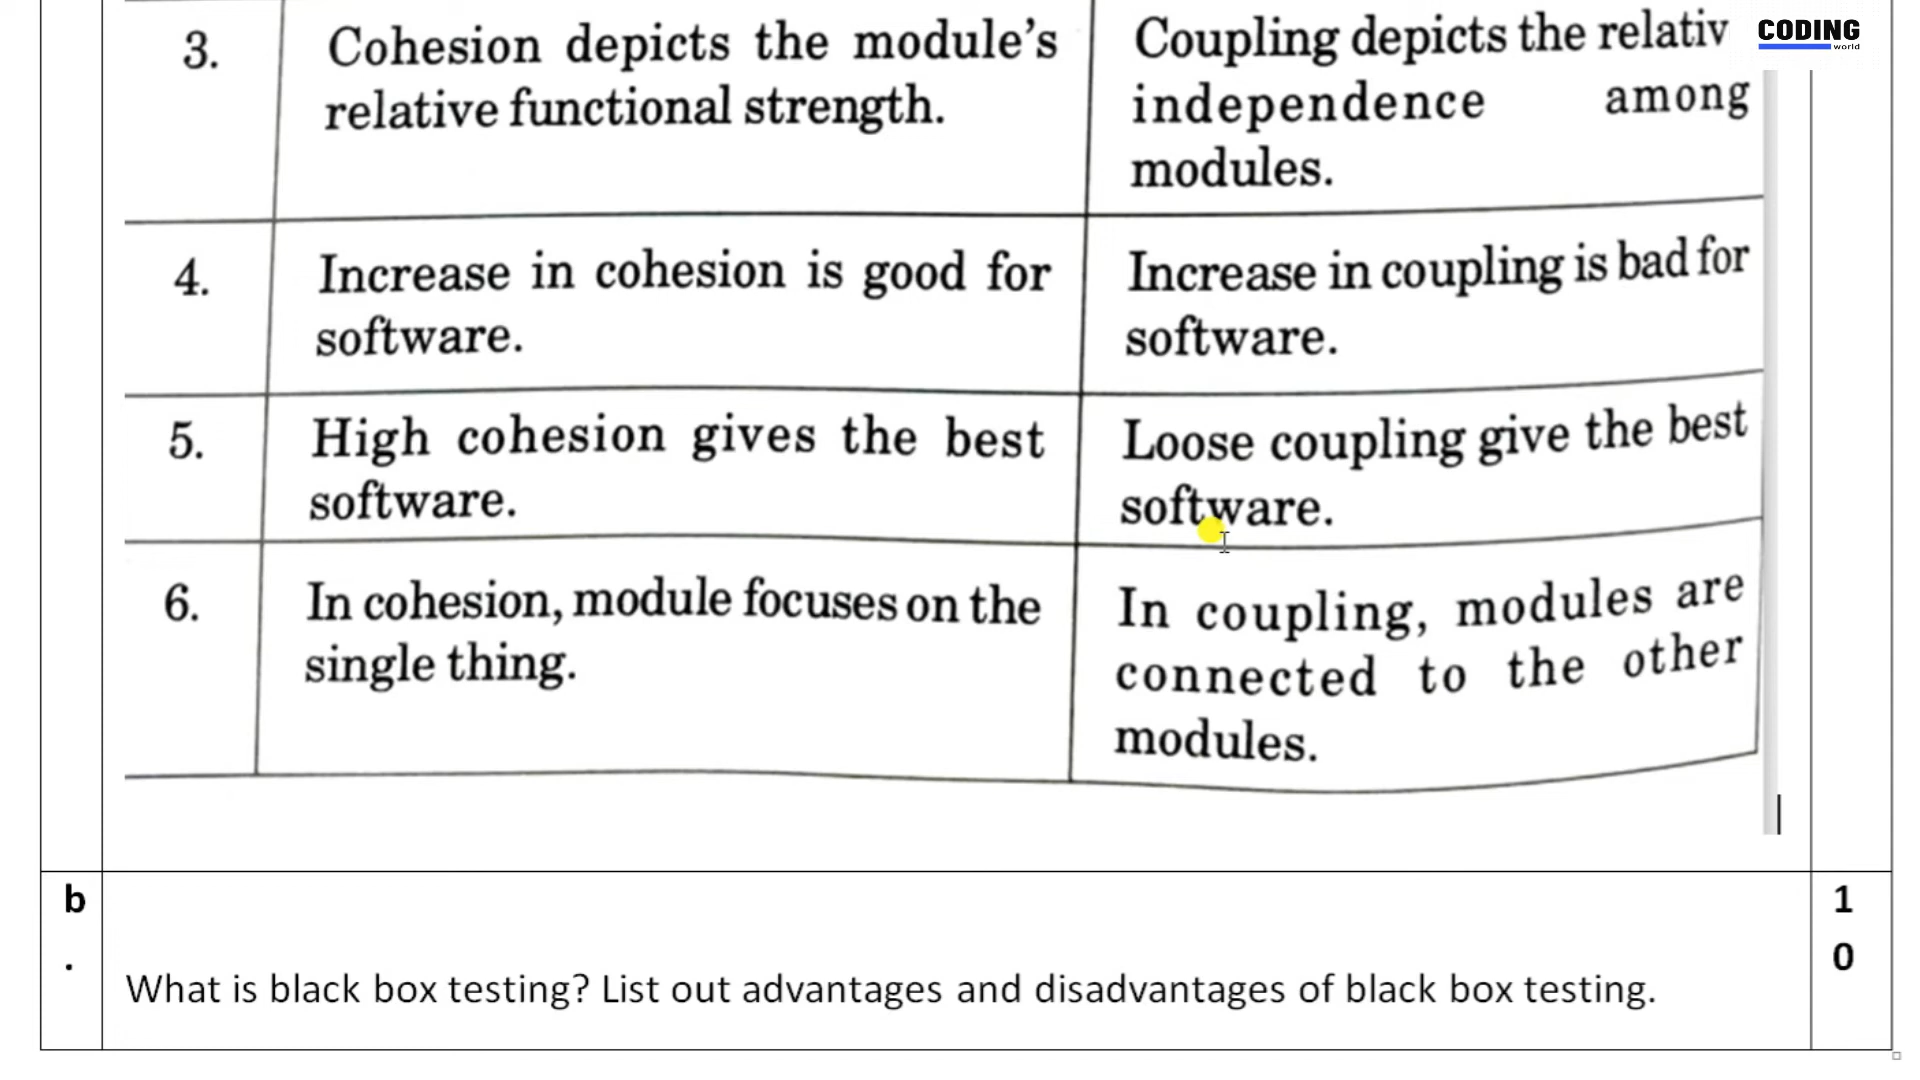 CODING
world
3.
Cohesion depicts the module's
relative functional strength.
Coupling depicts the relativ
independence among
modules.
4.
Increase in cohesion is good for
software.
Increase in coupling is bad for
software.
5.
High cohesion gives the best
software.
Loose coupling give the best
software.
6.
In cohesion, module focuses on the
single thing.
In coupling, modules are
connected to the other
modules.
b
.
What is black box testing? List out advantages and disadvantages of black box testing.
1
0